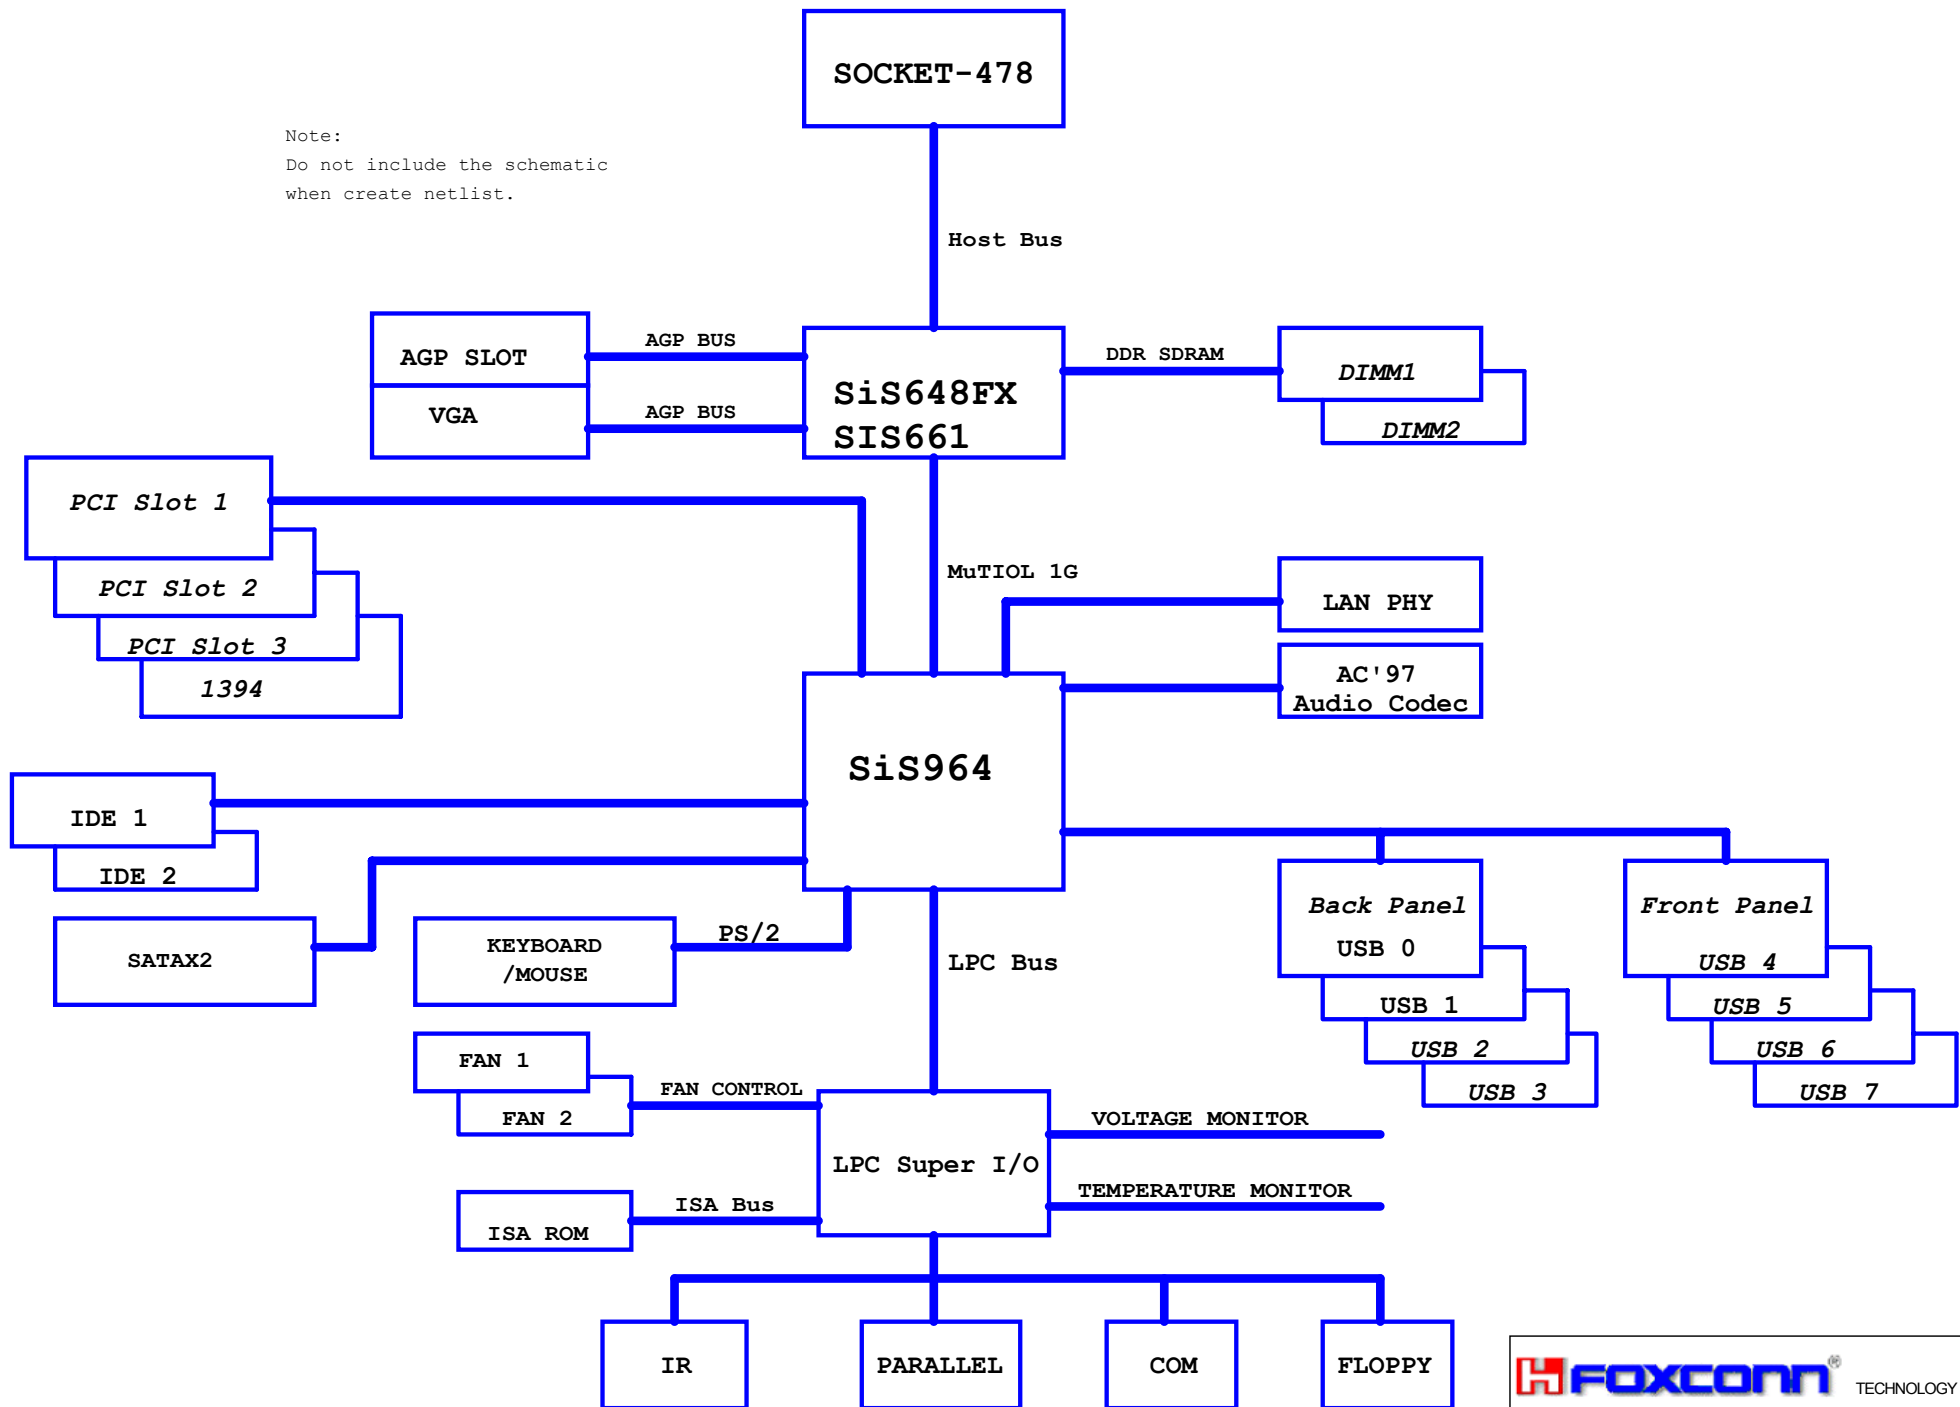 SOCKET-478
Note:
Do not include the schematic
when create netlist.
Host Bus
AGP SLOT
AGP BUS
VGA
AGP BUS
SiS648FX
SIS661
DDR SDRAM
DIMM1
DIMM2
PCI Slot 1
PCI Slot 2
PCI Slot 3
1394
MuTIOL 1G
LAN PHY
AC'97
Audio Codec
SiS964
IDE 1
IDE 2
SATAX2
KEYBOARD
/MOUSE
PS/2
LPC Bus
Back Panel
USB 0
USB 1
USB 2
USB 3
Front Panel
USB 4
USB 5
USB 6
USB 7
FAN 1
FAN 2
FAN CONTROL
LPC Super I/O
VOLTAGE MONITOR
TEMPERATURE MONITOR
ISA ROM
ISA Bus
IR
PARALLEL
COM
FLOPPY
FOXCONN® TECHNOLOGY